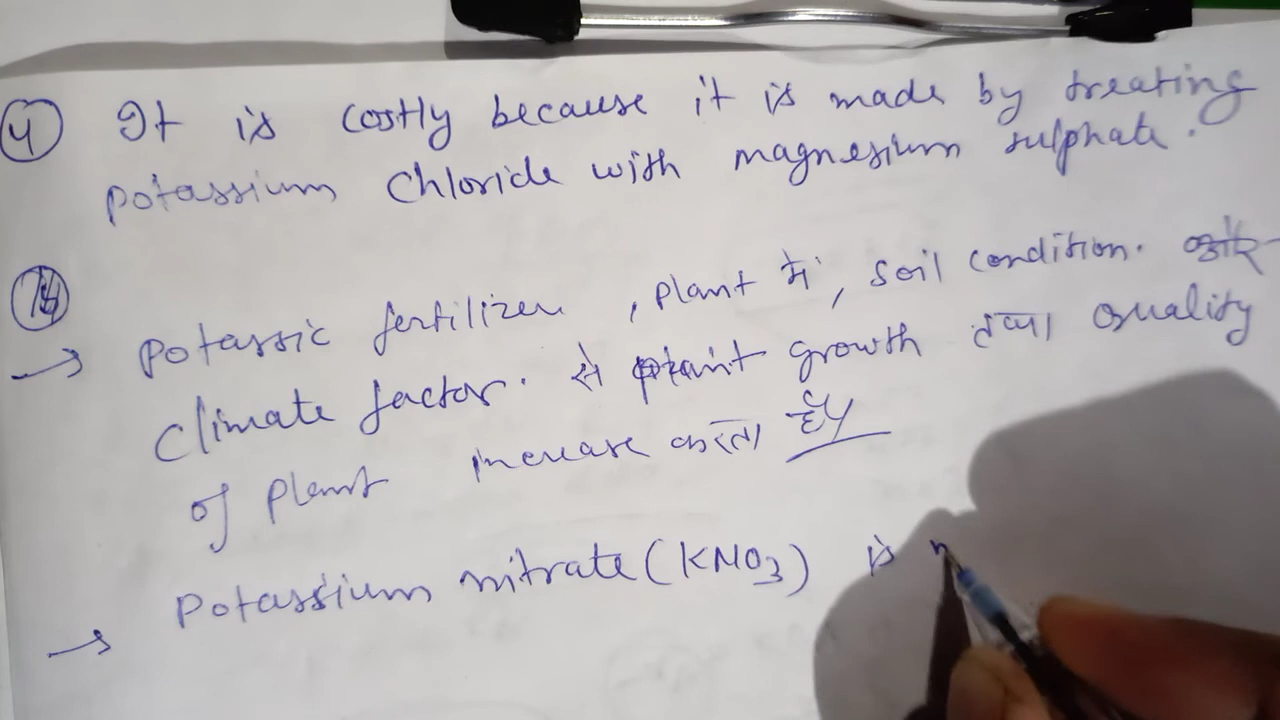 ④ It is costly because it is made by treating
potassium chloride with magnesium sulphate.
→ potassic fertilizer , plant में, soil condition.
climate factor. से plant growth तथा quality
of plant increase करता है।
→ potassium nitrate (KNO3) is